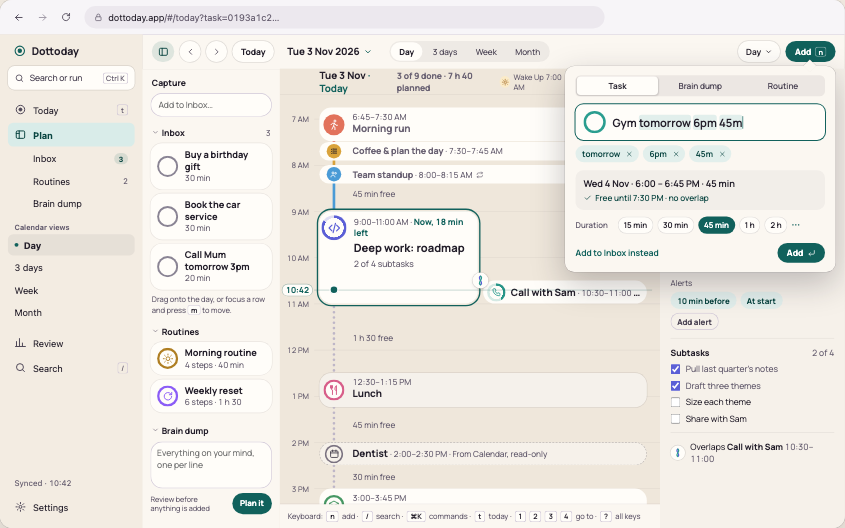 dottoday.app/#/today?task=0193a1c2...
Dottoday
Search or run Ctrl K
Today t
Plan
Inbox 3
Routines 2
Brain dump
Calendar views
Day
3 days
Week
Month
Review
Search /
Synced · 10:42
Settings
Today
Tue 3 Nov 2026
Day 3 days Week Month
Day
Add n
Capture
Add to Inbox...
Inbox 3
Buy a birthday
gift
30 min
Book the car
service
30 min
Call Mum
tomorrow 3pm
20 min
Drag onto the day, or focus a row
and press m to move.
Routines
Morning routine
4 steps · 40 min
Weekly reset
6 steps · 1 h 30
Brain dump
Everything on your mind,
one per line
Review before
anything is added
Plan it
Tue 3 Nov ·
Today
3 of 9 done · 7 h 40
planned
Wake Up 7:00
AM
7 AM
6:45–7:30 AM
Morning run
Coffee & plan the day · 7:30–7:45 AM
8 AM
Team standup · 8:00–8:15 AM
45 min free
9 AM
9:00–11:00 AM · Now, 18 min
left
Deep work: roadmap
2 of 4 subtasks
10 AM
10:42
Call with Sam · 10:30–11:00 ...
11 AM
1 h 30 free
12 PM
12:30–1:15 PM
Lunch
1 PM
45 min free
2 PM
Dentist · 2:00–2:30 PM · From Calendar, read-only
30 min free
3 PM
3:00–3:45 PM
Keyboard: n add · / search · ⌘K commands · t today · 1 2 3 4 go to · ? all keys
Task Brain dump Routine
Gym tomorrow 6pm 45m
tomorrow × 6pm × 45m ×
Wed 4 Nov · 6:00 – 6:45 PM · 45 min
✓ Free until 7:30 PM · no overlap
Duration 15 min 30 min 45 min 1 h 2 h ...
Add to Inbox instead
Add
Alerts
10 min before At start
Add alert
Subtasks 2 of 4
Pull last quarter's notes
Draft three themes
Size each theme
Share with Sam
Overlaps Call with Sam 10:30–
11:00